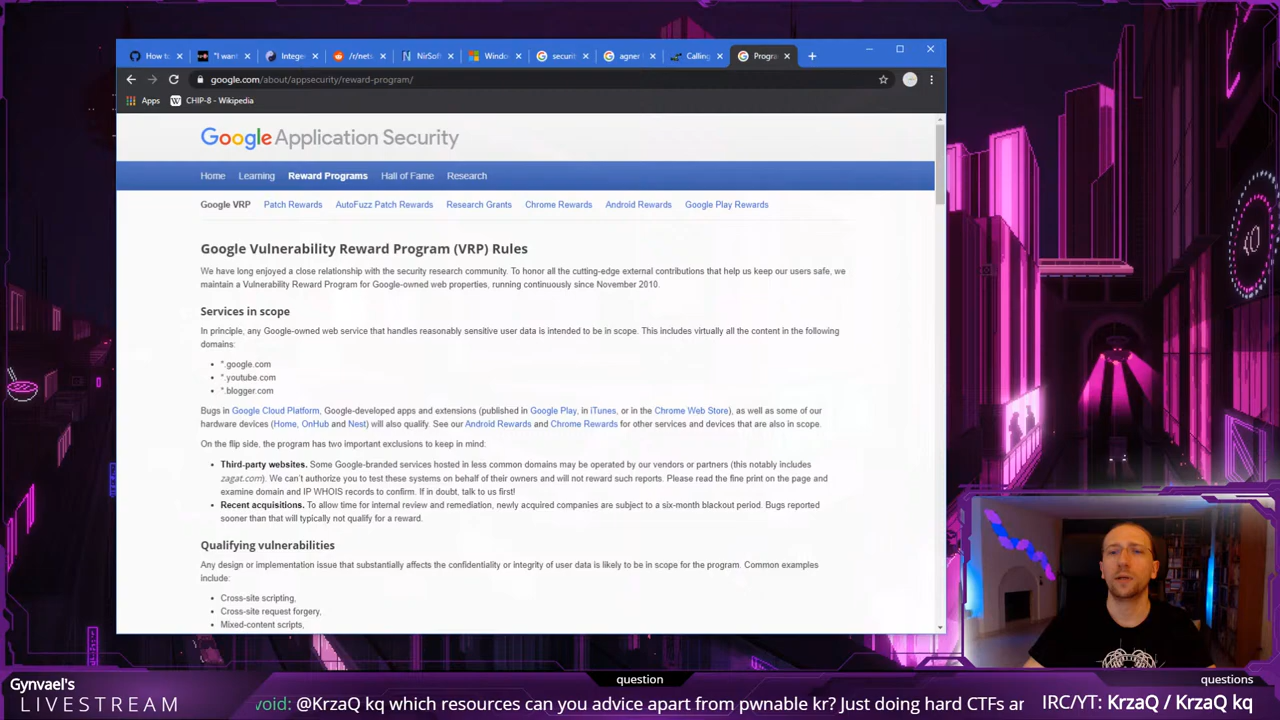 How to
"I want
Integer
/r/nets
NirSoft
Windo
securit
agner
Calling
Progra
google.com/about/appsecurity/reward-program/
Apps
CHIP-8 - Wikipedia
Google Application Security
Home
Learning
Reward Programs
Hall of Fame
Research
Google VRP
Patch Rewards
AutoFuzz Patch Rewards
Research Grants
Chrome Rewards
Android Rewards
Google Play Rewards
Google Vulnerability Reward Program (VRP) Rules
We have long enjoyed a close relationship with the security research community. To honor all the cutting-edge external contributions that help us keep our users safe, we
maintain a Vulnerability Reward Program for Google-owned web properties, running continuously since November 2010.
Services in scope
In principle, any Google-owned web service that handles reasonably sensitive user data is intended to be in scope. This includes virtually all the content in the following
domains:
• *.google.com
• *.youtube.com
• *.blogger.com
Bugs in Google Cloud Platform, Google-developed apps and extensions (published in Google Play, in iTunes, or in the Chrome Web Store), as well as some of our
hardware devices (Home, OnHub and Nest) will also qualify. See our Android Rewards and Chrome Rewards for other services and devices that are also in scope.
On the flip side, the program has two important exclusions to keep in mind:
• Third-party websites. Some Google-branded services hosted in less common domains may be operated by our vendors or partners (this notably includes
zagat.com). We can't authorize you to test these systems on behalf of their owners and will not reward such reports. Please read the fine print on the page and
examine domain and IP WHOIS records to confirm. If in doubt, talk to us first!
• Recent acquisitions. To allow time for internal review and remediation, newly acquired companies are subject to a six-month blackout period. Bugs reported
sooner than that will typically not qualify for a reward.
Qualifying vulnerabilities
Any design or implementation issue that substantially affects the confidentiality or integrity of user data is likely to be in scope for the program. Common examples
include:
• Cross-site scripting,
• Cross-site request forgery,
• Mixed-content scripts,
Gynvael's
LIVESTREAM
question
questions
void: @KrzaQ kq which resources can you advice apart from pwnable kr? Just doing hard CTFs ar
IRC/YT: KrzaQ / KrzaQ kq